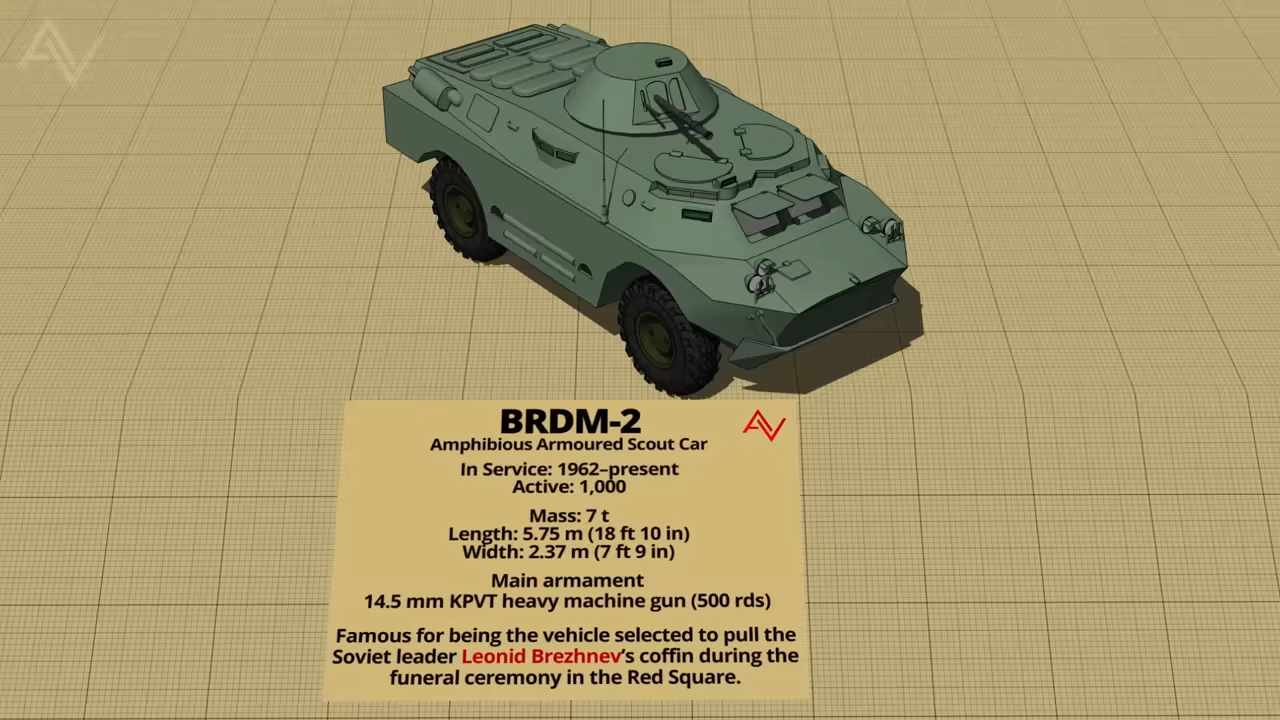 BRDM-2
Amphibious Armoured Scout Car
In Service: 1962–present
Active: 1,000
Mass: 7 t
Length: 5.75 m (18 ft 10 in)
Width: 2.37 m (7 ft 9 in)
Main armament
14.5 mm KPVT heavy machine gun (500 rds)
Famous for being the vehicle selected to pull the
Soviet leader Leonid Brezhnev's coffin during the
funeral ceremony in the Red Square.